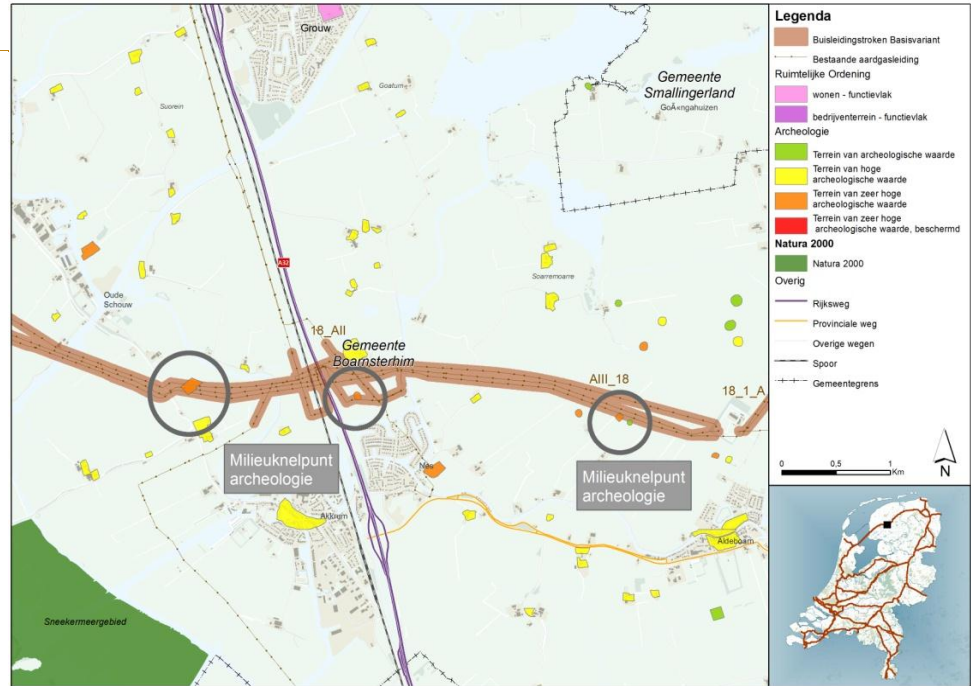 Grouw
Goatum
Suorein
Gemeente
Smallingerland
GoÃ«ngahuizen
A32
Oude
Schouw
Soarremoarre
18_AII
Gemeente
Boarnsterhim
AIII_18
18_1_A
Milieuknelpunt
archeologie
Milieuknelpunt
archeologie
Nes
Akkrum
Aldeboarn
Sneekermeergebied
Legenda
Buisleidingstroken Basisvariant
Bestaande aardgasleiding
Ruimtelijke Ordening
wonen - functievlak
bedrijventerrein - functievlak
Archeologie
Terrein van archeologische waarde
Terrein van hoge
archeologische waarde
Terrein van zeer hoge
archeologische waarde
Terrein van zeer hoge
archeologische waarde, beschermd
Natura 2000
Natura 2000
Overig
Rijksweg
Provinciale weg
Overige wegen
Spoor
Gemeentegrens
0 0,5 1
Km
N